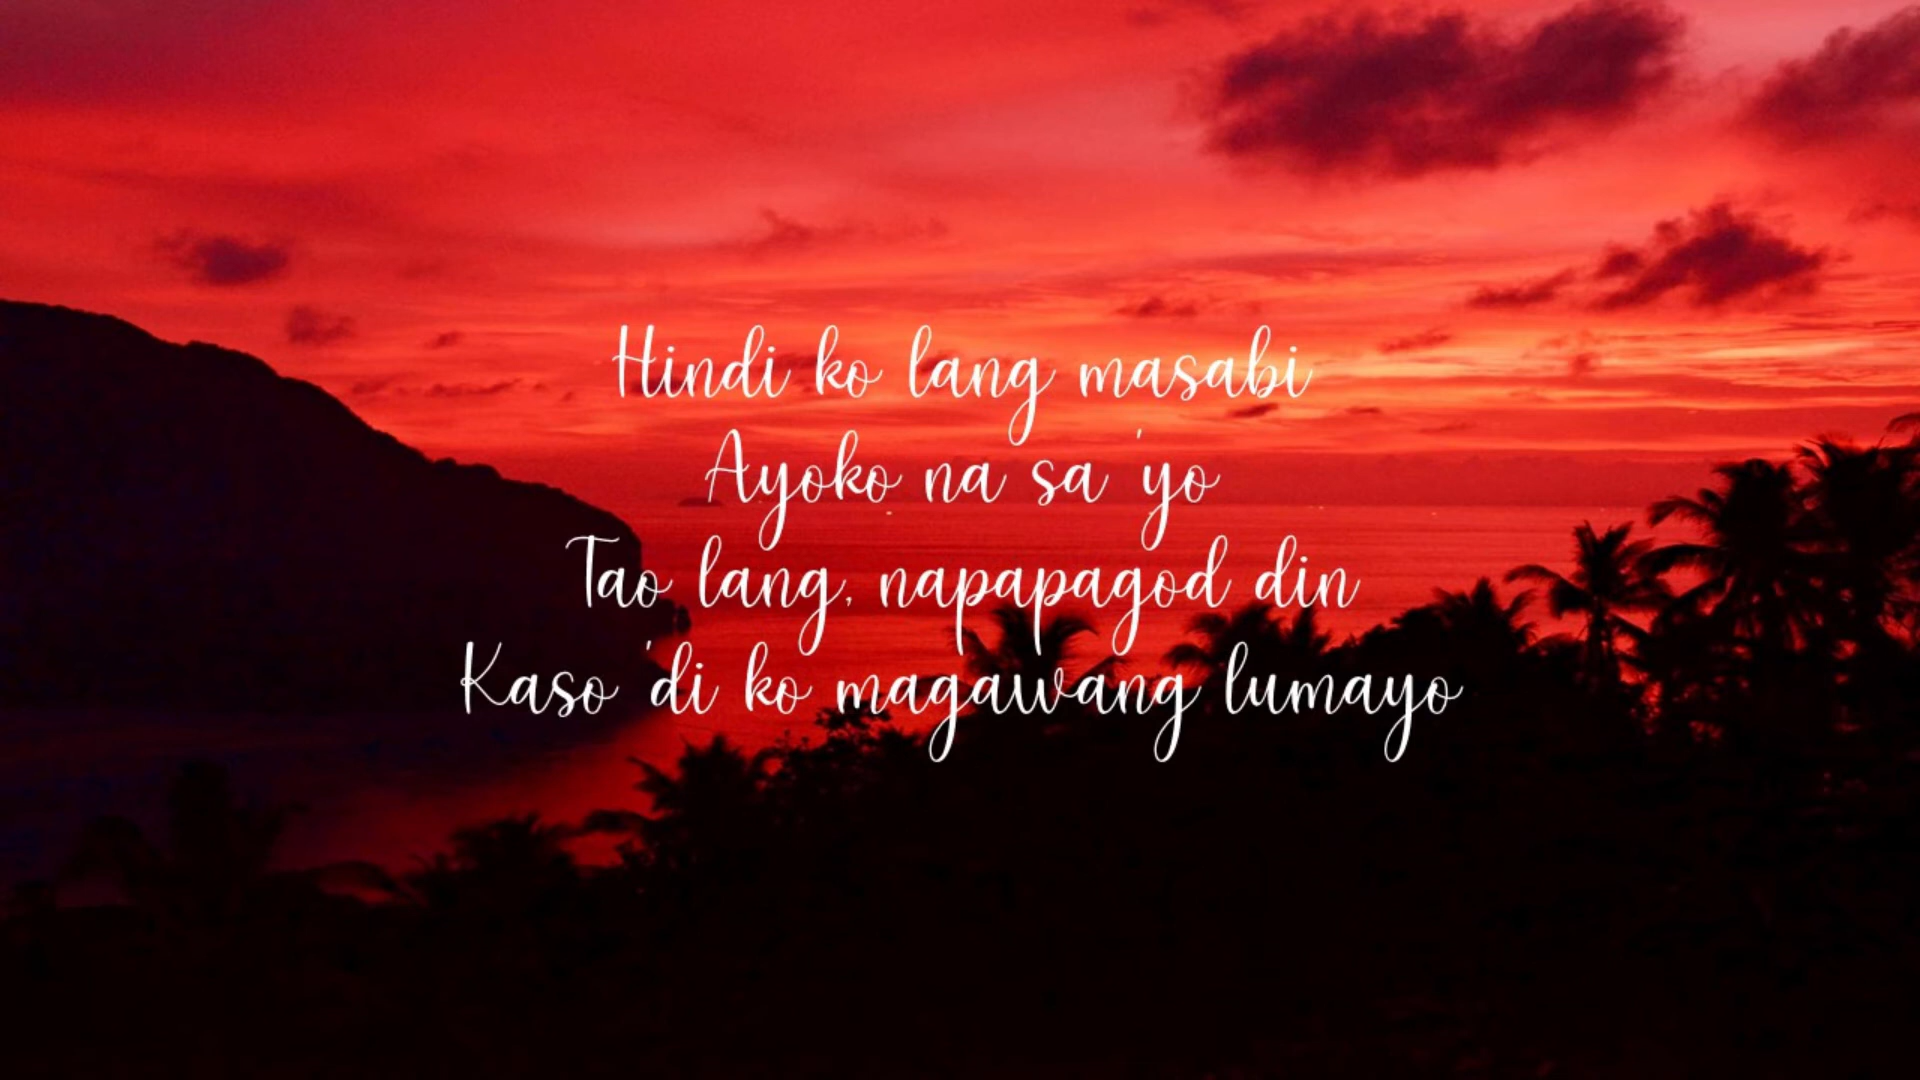 Hindi ko lang masabi
Ayoko na sa 'yo
Tao lang, napapagod din
Kaso 'di ko magawang lumayo